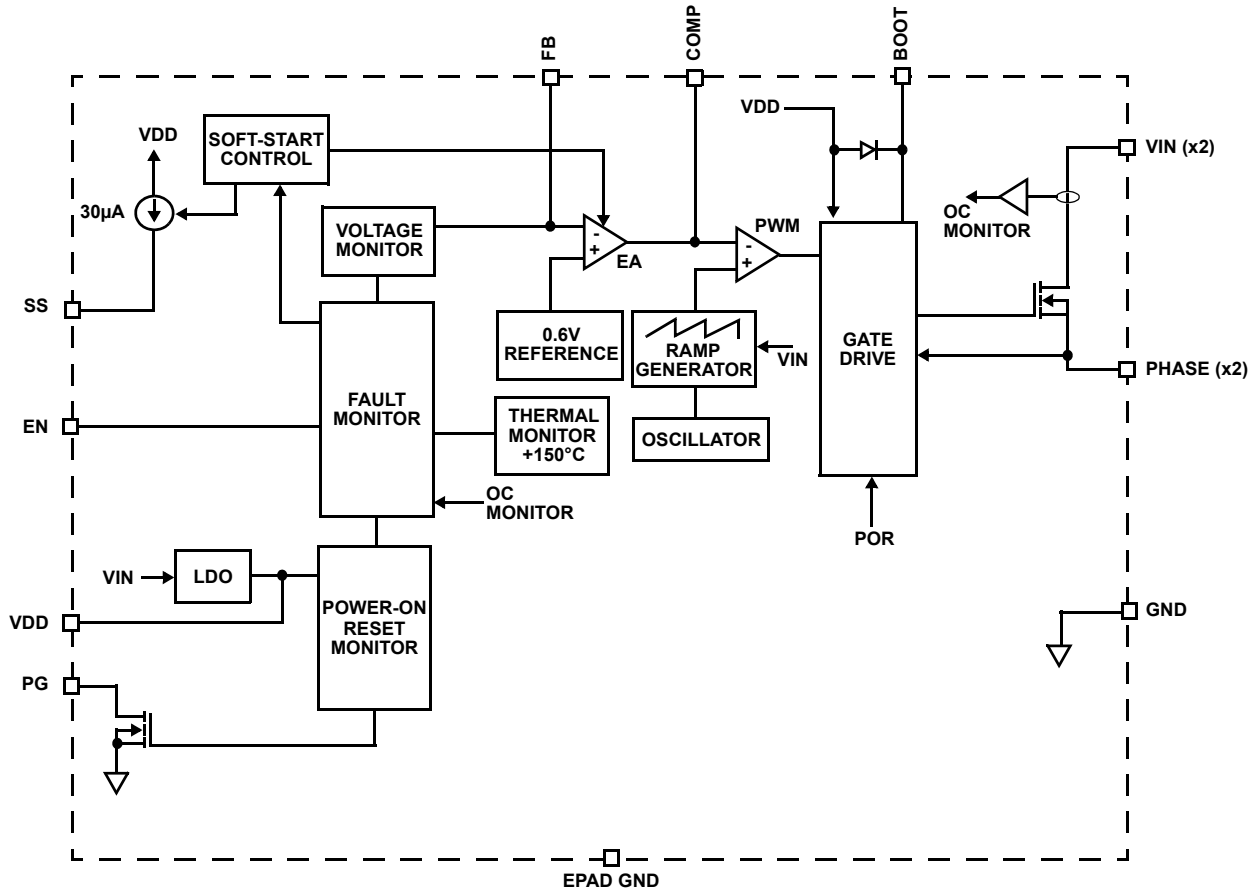 FB
COMP
BOOT
VDD
SOFT-START
CONTROL
VDD
VIN (x2)
30µA
OC
MONITOR
VOLTAGE
MONITOR
-
+
EA
PWM
-
+
SS
0.6V
REFERENCE
RAMP
GENERATOR
VIN
GATE
DRIVE
PHASE (x2)
FAULT
MONITOR
EN
THERMAL
MONITOR
+150°C
OSCILLATOR
OC
MONITOR
POR
VIN
LDO
POWER-ON
RESET
MONITOR
VDD
GND
PG
EPAD GND